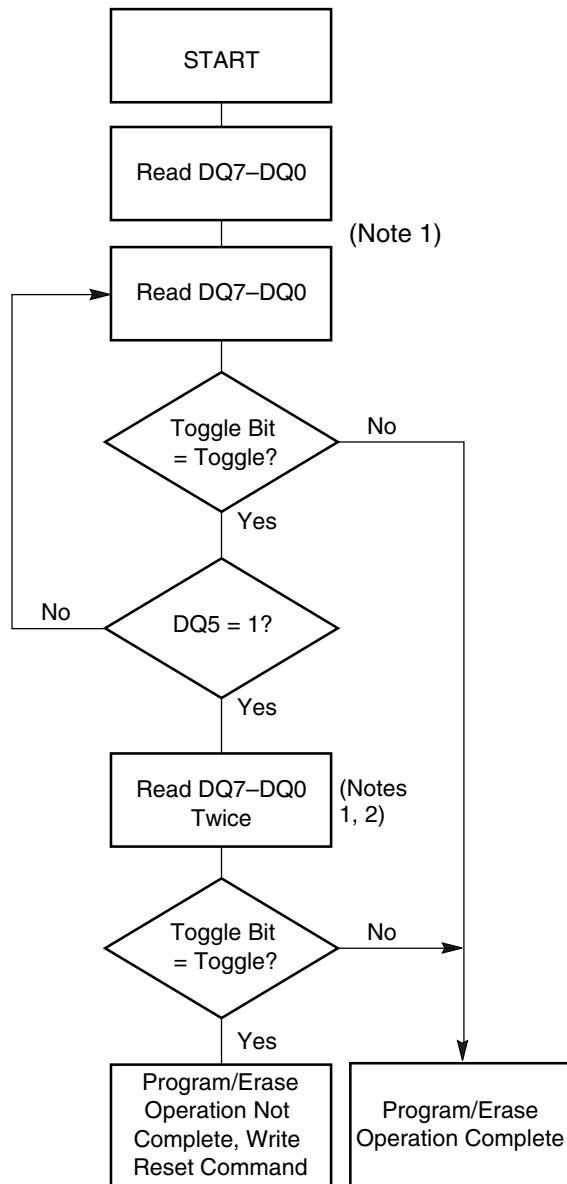 START
Read DQ7–DQ0
(Note 1)
Read DQ7–DQ0
Toggle Bit
= Toggle?
No
Yes
DQ5 = 1?
No
Yes
Read DQ7–DQ0
Twice
(Notes
1, 2)
Toggle Bit
= Toggle?
No
Yes
Program/Erase
Operation Not
Complete, Write
Reset Command
Program/Erase
Operation Complete